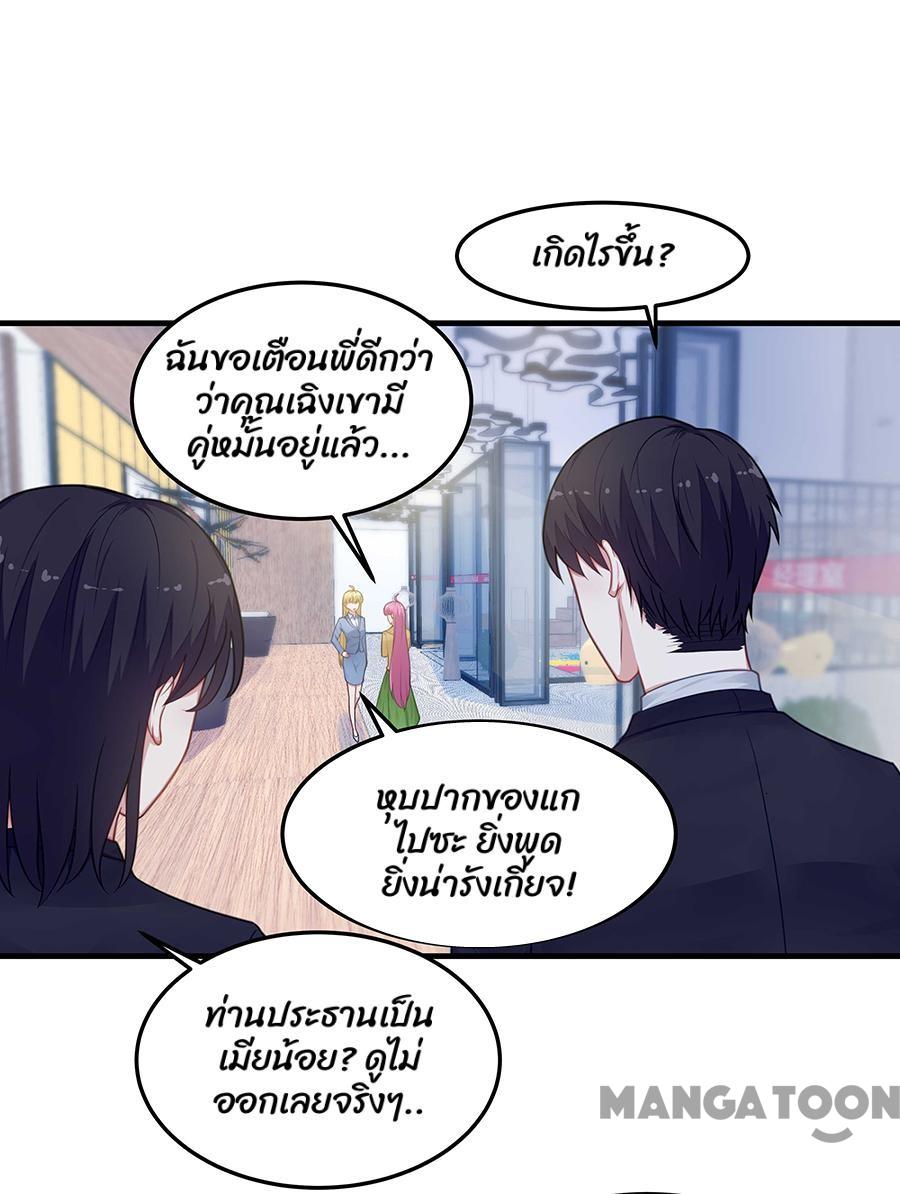 เกิดไรขึ้น?
ฉันขอเตือนพี่ดีกว่า
ว่าคุณเฉิงเขามี
คู่หมั้นอยู่แล้ว...
经理室
หุบปากของแก
ไปซะ ยิ่งพูด
ยิ่งน่ารังเกียจ!
ท่านประธานเป็น
เมียน้อย? ดูไม่
ออกเลยจริงๆ..
MANGATOON